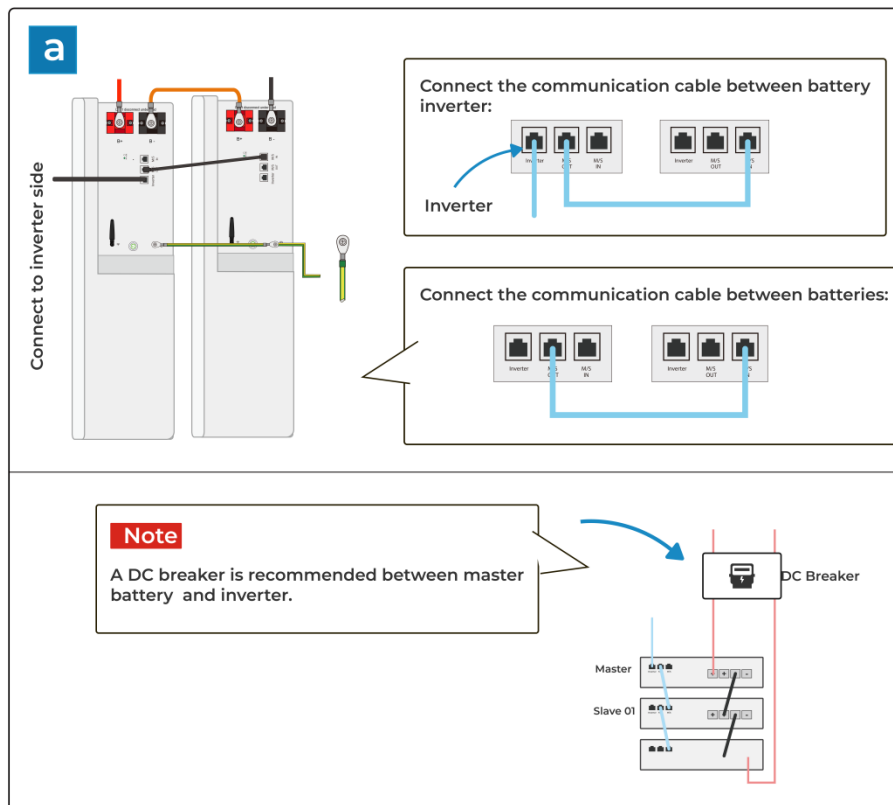 a
Connect to inverter side
B+
B -
B+
B -
Connect the communication cable between battery
inverter:
Inverter
M/S
OUT
M/S
IN
Inverter
M/S
OUT
M/S
IN
Inverter
Connect the communication cable between batteries:
Inverter
M/S
OUT
M/S
IN
Inverter
M/S
OUT
M/S
IN
Note
A DC breaker is recommended between master
battery and inverter.
DC Breaker
Master
+ -
Slave 01
+ + - -